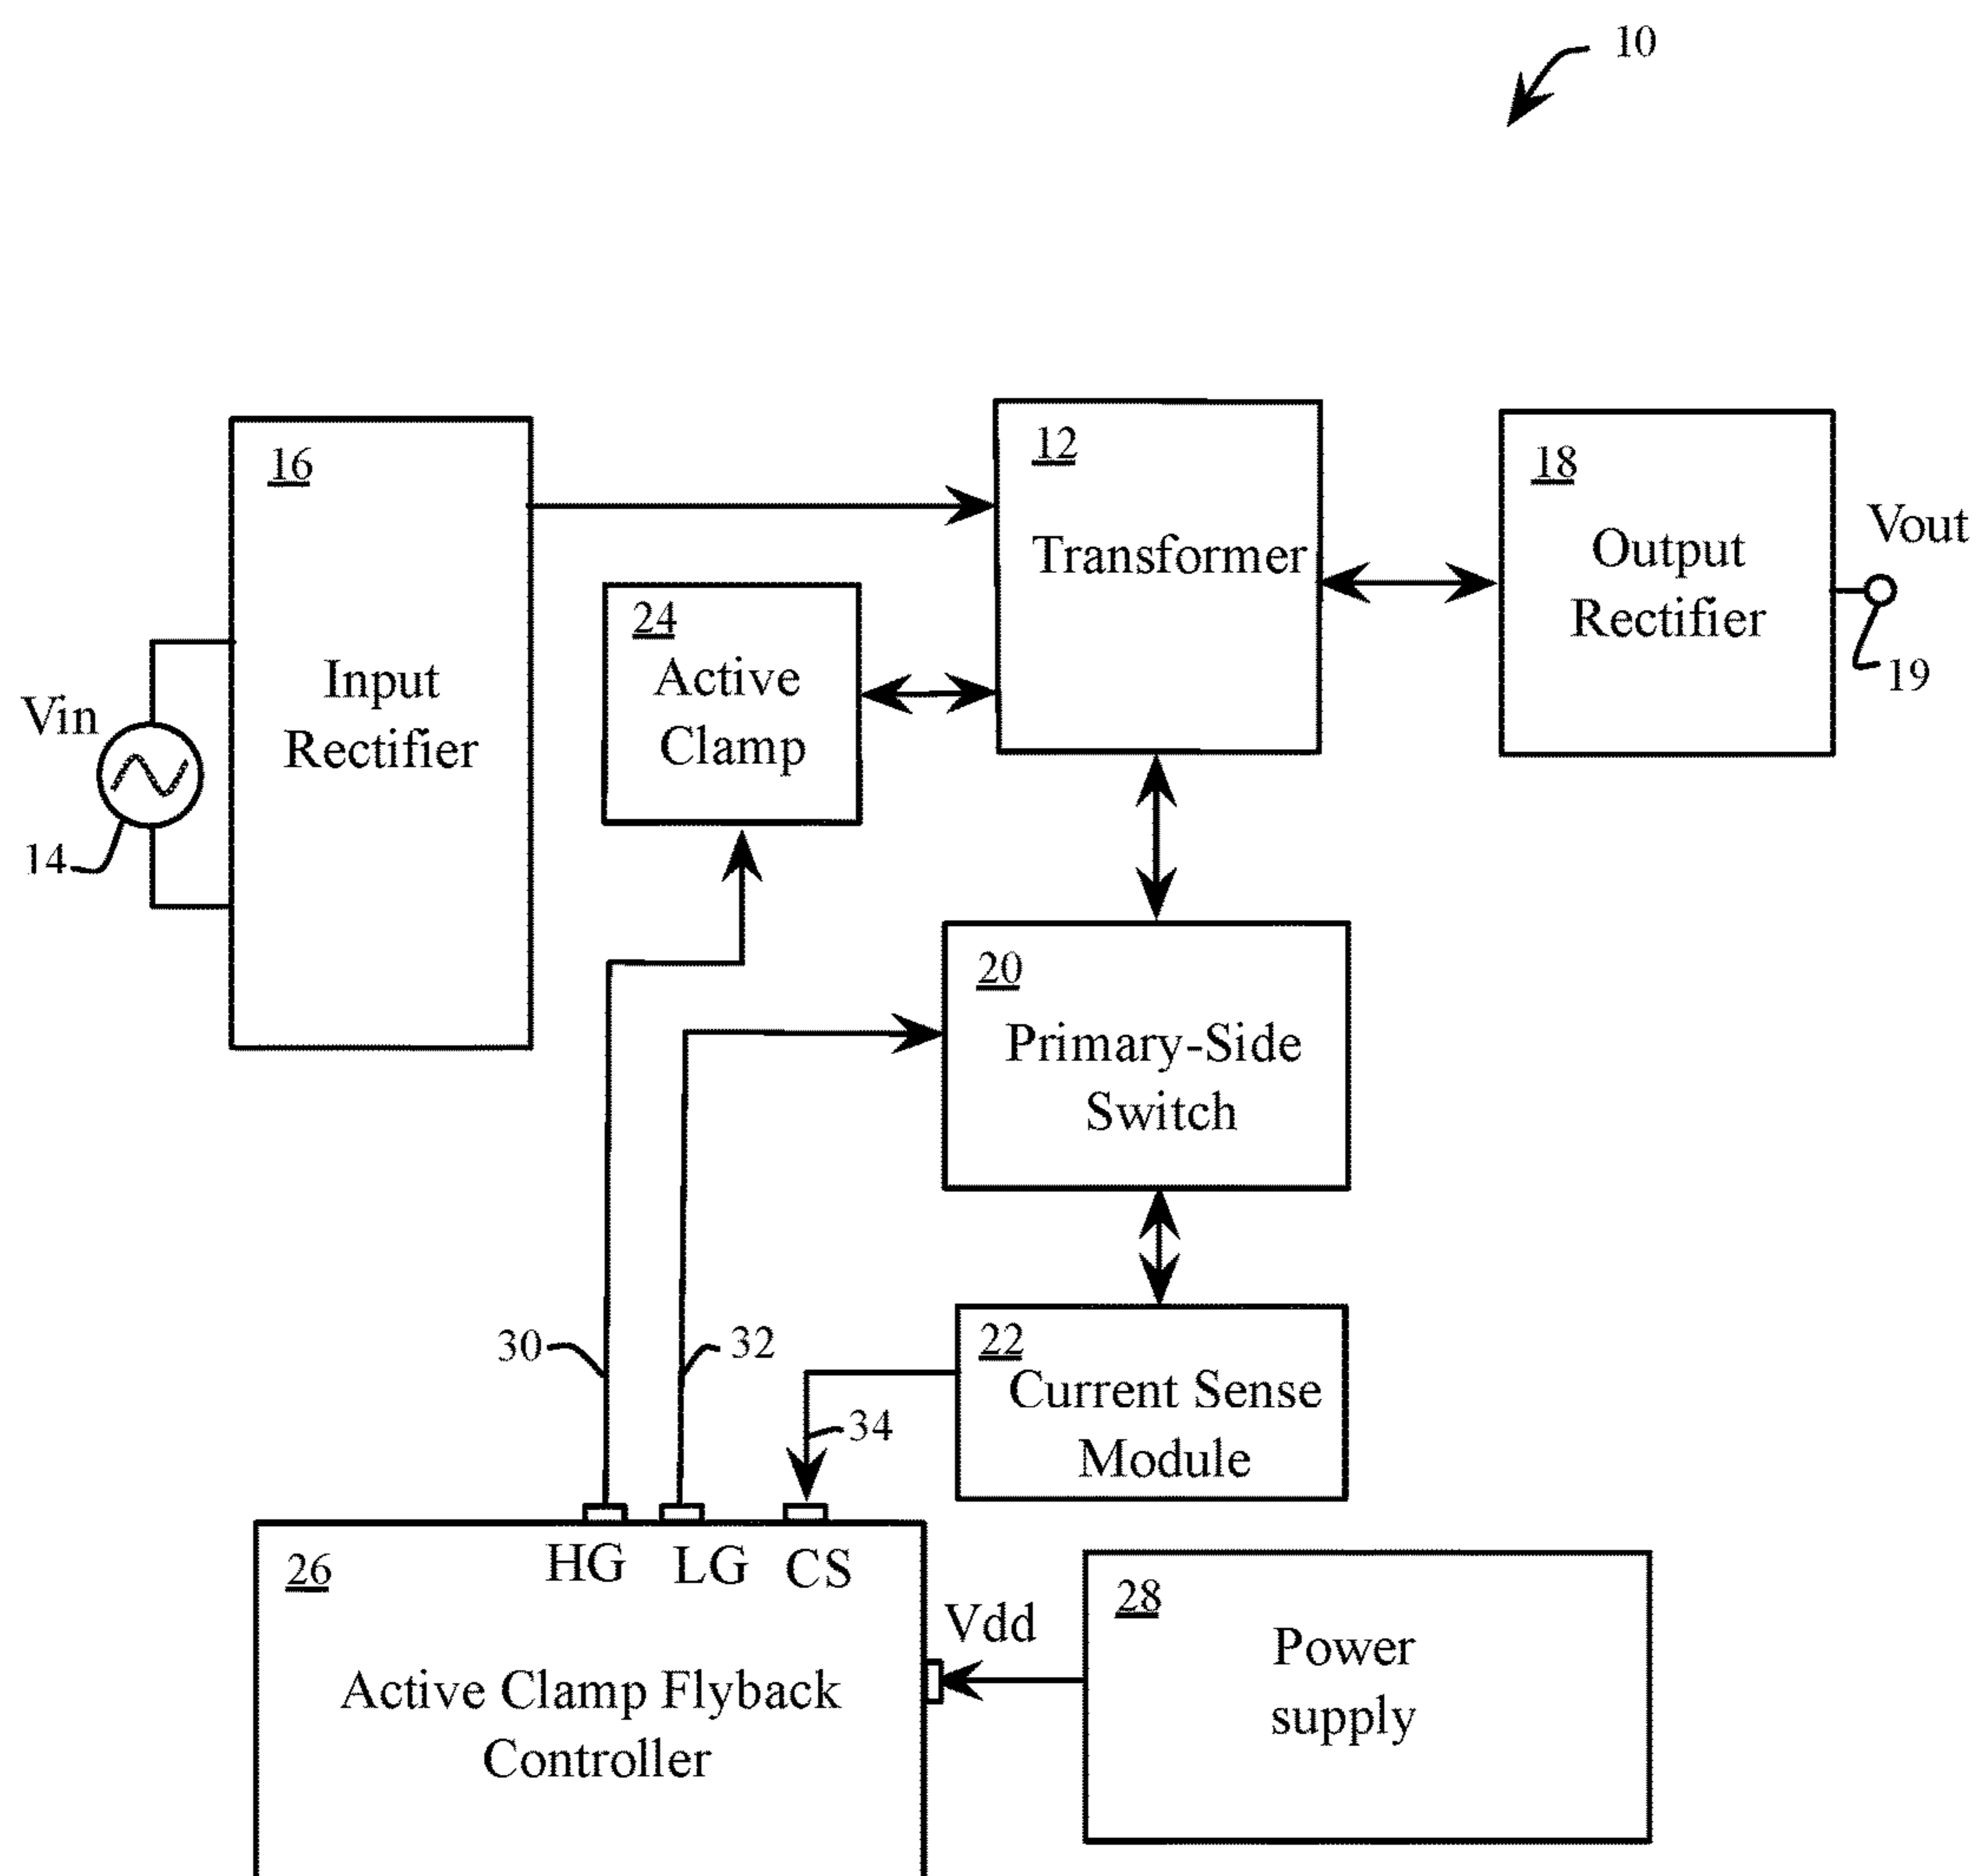 10
16
Input
Rectifier
Vin
14
12
Transformer
18
Output
Rectifier
Vout
19
24
Active
Clamp
20
Primary-Side
Switch
22
Current Sense
Module
30
32
34
HG LG CS
26
Active Clamp Flyback
Controller
Vdd
28
Power
supply